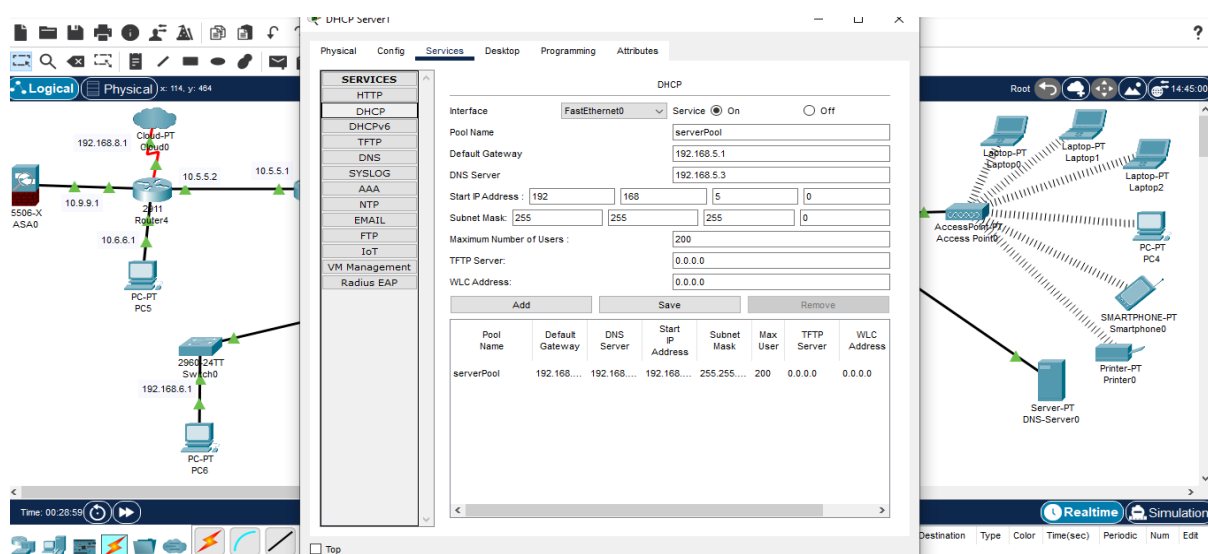 DHCP Server1
?
Physical Config Services Desktop Programming Attributes
Logical
Physical
x: 114, y: 464
Root
14:45:00
SERVICES
HTTP
DHCP
DHCPv6
TFTP
DNS
SYSLOG
AAA
NTP
EMAIL
FTP
IoT
VM Management
Radius EAP
DHCP
Interface FastEthernet0 Service On Off
Pool Name serverPool
Default Gateway 192.168.5.1
DNS Server 192.168.5.3
Start IP Address : 192 168 5 0
Subnet Mask: 255 255 255 0
Maximum Number of Users : 200
TFTP Server: 0.0.0.0
WLC Address: 0.0.0.0
Add Save Remove
Pool Name Default Gateway DNS Server Start IP Address Subnet Mask Max User TFTP Server WLC Address
serverPool 192.168.... 192.168.... 192.168.... 255.255.... 200 0.0.0.0 0.0.0.0
Top
Cloud-PT
Cloud0
192.168.8.1
10.5.5.2
10.5.5.1
5506-X
ASA0
10.9.9.1
2911
Router4
10.6.6.1
PC-PT
PC5
2960-24TT
Switch0
192.168.6.1
PC-PT
PC6
Laptop-PT
Laptop0
Laptop-PT
Laptop1
Laptop-PT
Laptop2
AccessPoint-PT
Access Point0
PC-PT
PC4
SMARTPHONE-PT
Smartphone0
Printer-PT
Printer0
Server-PT
DNS-Server0
Time: 00:28:59
Realtime
Simulation
Destination Type Color Time(sec) Periodic Num Edit